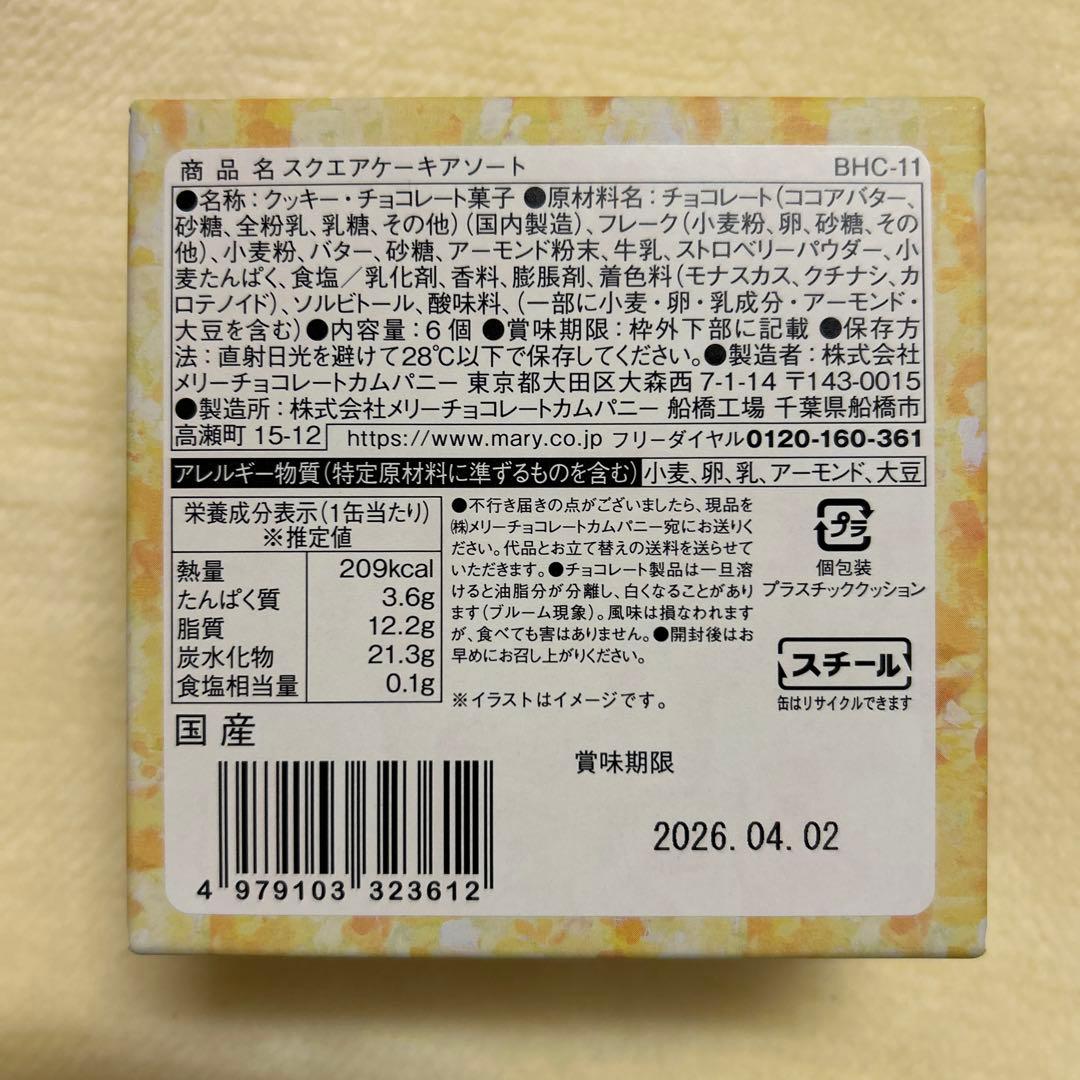 商品名 スクエアケーキアソート BHC-11
●名称：クッキー・チョコレート菓子 ●原材料名：チョコレート（ココアバター、
砂糖、全粉乳、乳糖、その他）（国内製造）、フレーク（小麦粉、卵、砂糖、その
他）、小麦粉、バター、砂糖、アーモンド粉末、牛乳、ストロベリーパウダー、小
麦たんぱく、食塩／乳化剤、香料、膨脹剤、着色料（モナスカス、クチナシ、カ
ロテノイド）、ソルビトール、酸味料、（一部に小麦・卵・乳成分・アーモンド・
大豆を含む）●内容量：6個 ●賞味期限：枠外下部に記載 ●保存方
法：直射日光を避けて28℃以下で保存してください。●製造者：株式会社
メリーチョコレートカムパニー 東京都大田区大森西7-1-14 〒143-0015
●製造所：株式会社メリーチョコレートカムパニー 船橋工場 千葉県船橋市
高瀬町 15-12 https://www.mary.co.jp フリーダイヤル0120-160-361
アレルギー物質（特定原材料に準ずるものを含む） 小麦、卵、乳、アーモンド、大豆
栄養成分表示（1缶当たり）
※推定値
熱量 209kcal
たんぱく質 3.6g
脂質 12.2g
炭水化物 21.3g
食塩相当量 0.1g
●不行き届きの点がございましたら、現品を
㈱メリーチョコレートカムパニー宛にお送りく
ださい。代品とお立て替えの送料を送らせて
いただきます。●チョコレート製品は一旦溶
けると油脂分が分離し、白くなることがあり
ます（ブルーム現象）。風味は損なわれます
が、食べても害はありません。●開封後はお
早めにお召し上がりください。
※イラストはイメージです。
プラ
個包装
プラスチッククッション
スチール
缶はリサイクルできます
国産
賞味期限
2026.04.02
4 979103 323612